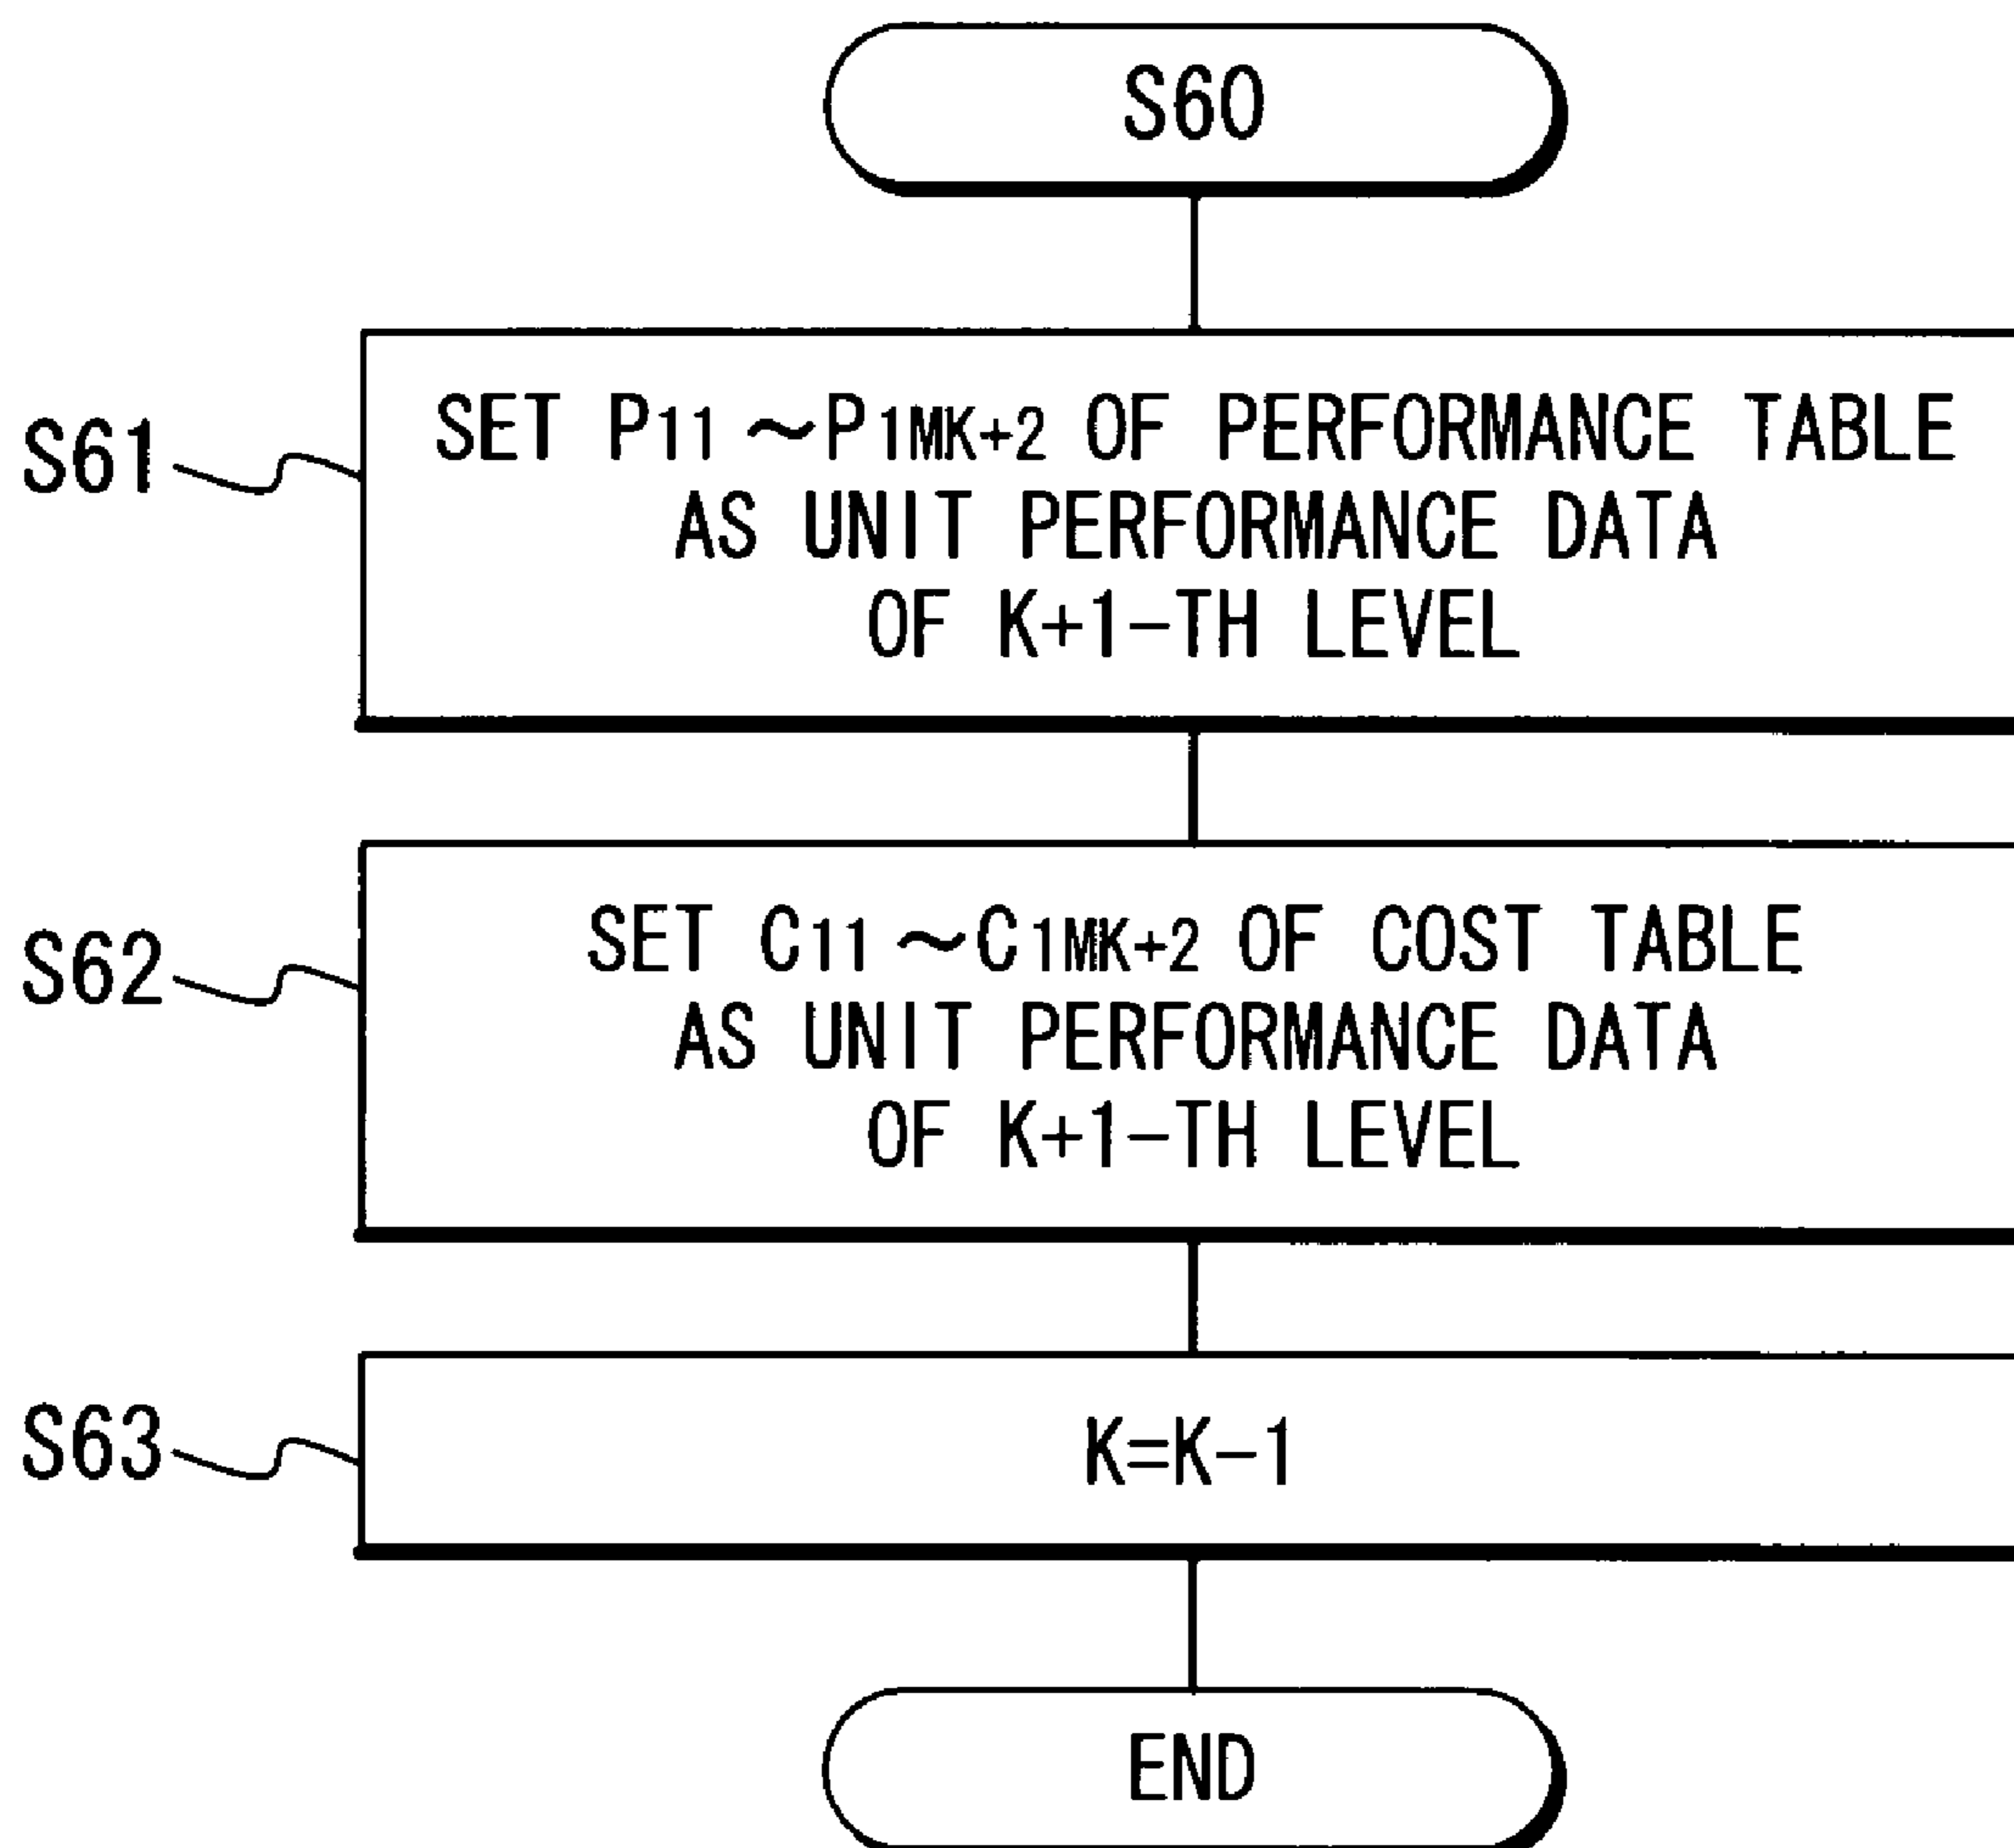 S60
S61
SET P11 ~P1MK+2 OF PERFORMANCE TABLE
AS UNIT PERFORMANCE DATA
OF K+1-TH LEVEL
S62
SET C11 ~C1MK+2 OF COST TABLE
AS UNIT PERFORMANCE DATA
OF K+1-TH LEVEL
S63
K=K-1
END